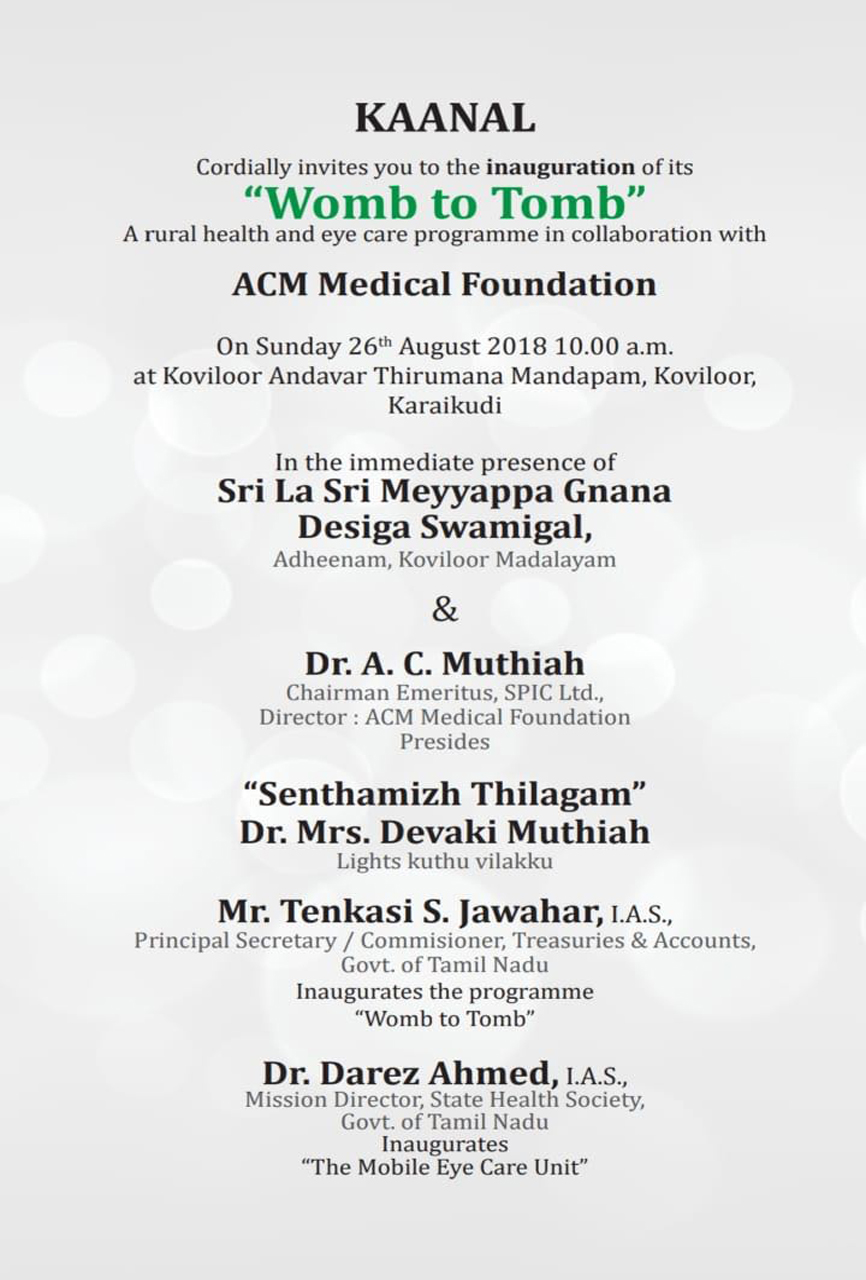 KAANAL
Cordially invites you to the inauguration of its
“Womb to Tomb”
A rural health and eye care programme in collaboration with
ACM Medical Foundation
On Sunday 26th August 2018 10.00 a.m.
at Koviloor Andavar Thirumana Mandapam, Koviloor,
Karaikudi
In the immediate presence of
Sri La Sri Meyyappa Gnana
Desiga Swamigal,
Adheenam, Koviloor Madalayam
&
Dr. A. C. Muthiah
Chairman Emeritus, SPIC Ltd.,
Director : ACM Medical Foundation
Presides
“Senthamizh Thilagam”
Dr. Mrs. Devaki Muthiah
Lights kuthu vilakku
Mr. Tenkasi S. Jawahar, I.A.S.,
Principal Secretary / Commisioner, Treasuries & Accounts,
Govt. of Tamil Nadu
Inaugurates the programme
“Womb to Tomb”
Dr. Darez Ahmed, I.A.S.,
Mission Director, State Health Society,
Govt. of Tamil Nadu
Inaugurates
“The Mobile Eye Care Unit”